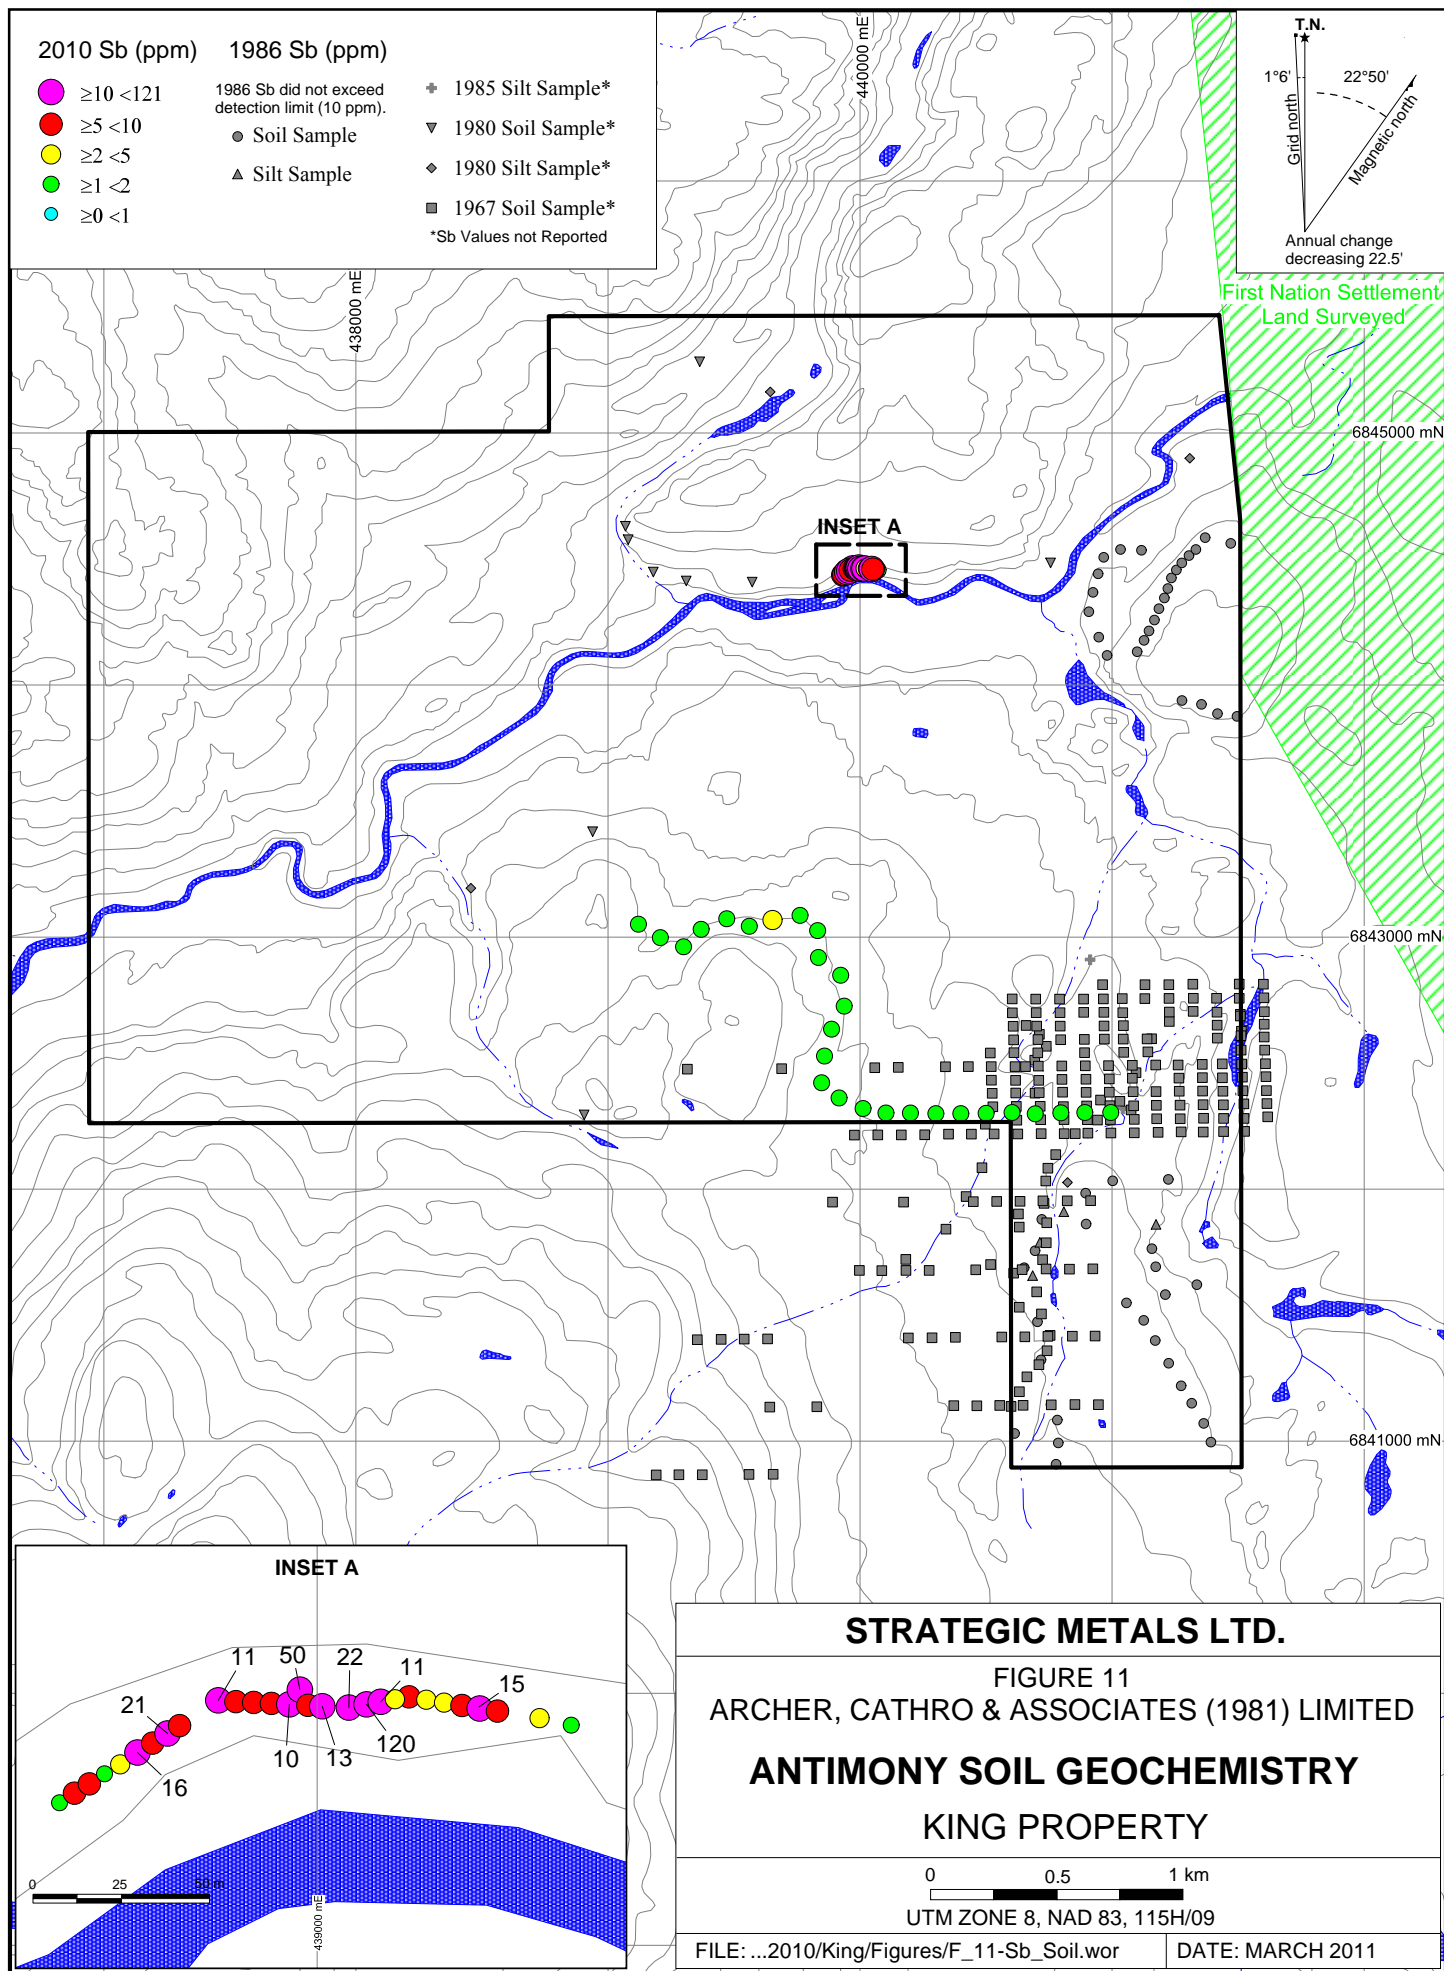 2010 Sb (ppm)
≥10 <121
≥5 <10
≥2 <5
≥1 <2
≥0 <1
1986 Sb (ppm)
1986 Sb did not exceed
detection limit (10 ppm).
Soil Sample
Silt Sample
1985 Silt Sample*
1980 Soil Sample*
1980 Silt Sample*
1967 Soil Sample*
*Sb Values not Reported
440000 mE
438000 mE
T.N.
1°6'
22°50'
Grid north
Magnetic north
Annual change
decreasing 22.5'
First Nation Settlement
Land Surveyed
6845000 mN
INSET A
6843000 mN
6841000 mN
INSET A
11
50
22
11
15
21
16
10
13
120
0
25
50 m
439000 mE
STRATEGIC METALS LTD.
FIGURE 11
ARCHER, CATHRO & ASSOCIATES (1981) LIMITED
ANTIMONY SOIL GEOCHEMISTRY
KING PROPERTY
0
0.5
1 km
UTM ZONE 8, NAD 83, 115H/09
FILE: ...2010/King/Figures/F_11-Sb_Soil.wor
DATE: MARCH 2011